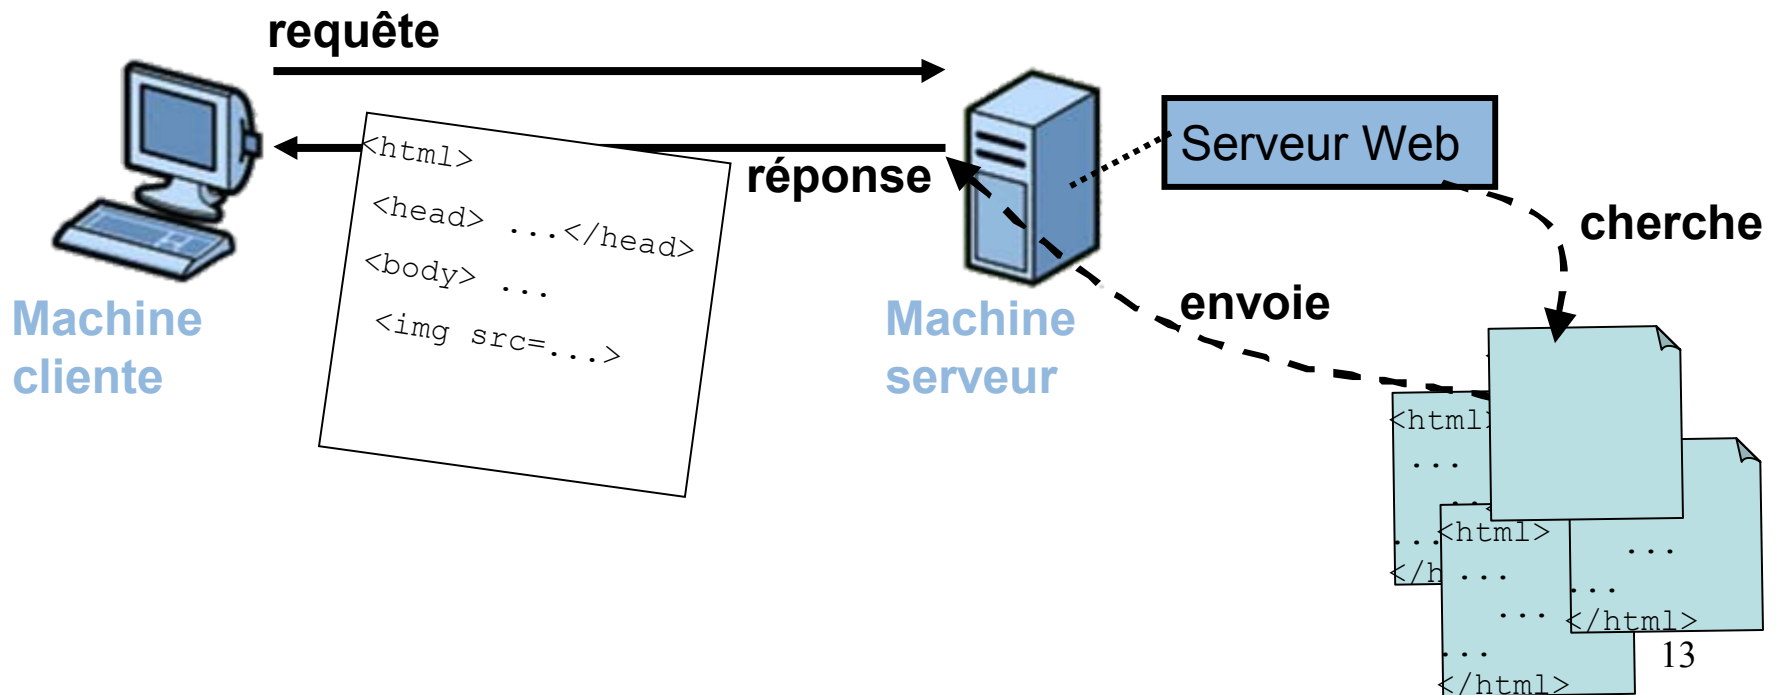 requête
<html>
<head> ...</head>
<body> ...
<img src=...>
réponse
Serveur Web
cherche
envoie
Machine
cliente
Machine
serveur
<html>
...
...
</h
<html>
...
...
...
</html>
...
...
</html>
13